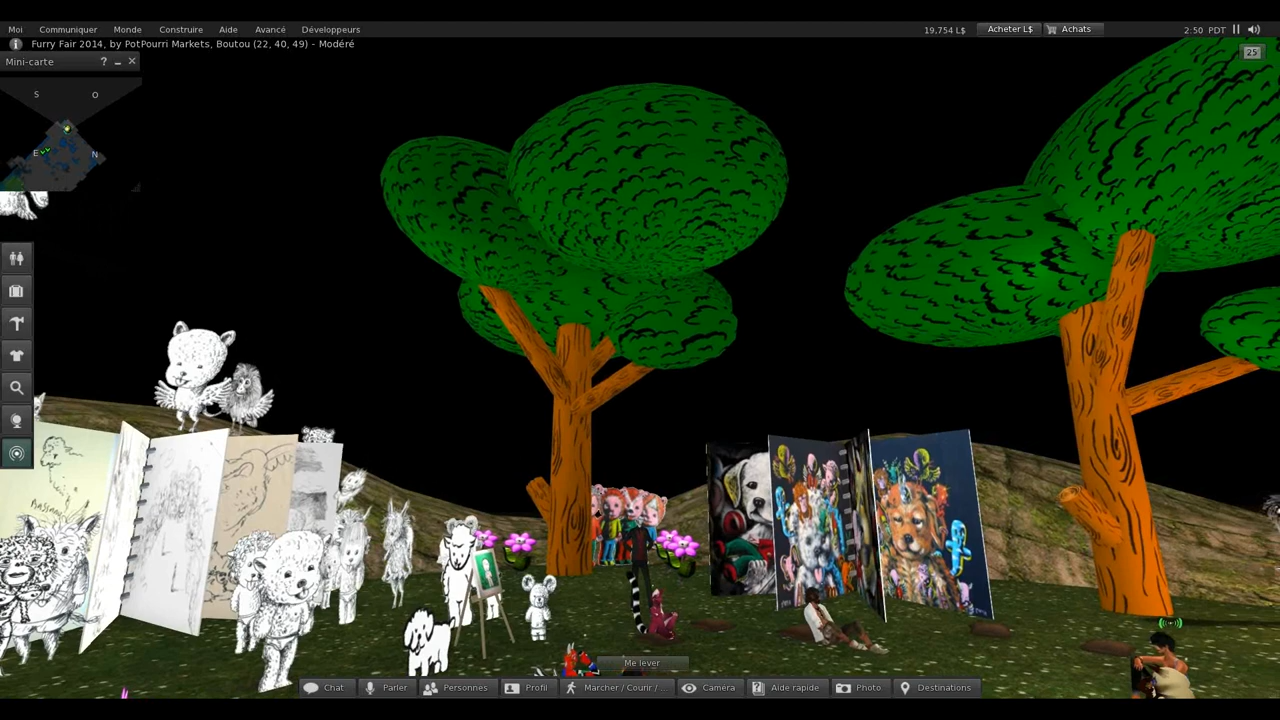 Moi Communiquer Monde Construire Aide Avancé Développeurs 19,754 L$ Acheter L$ Achats 2:50 PDT
Furry Fair 2014, by PotPourri Markets, Boutou (22, 40, 49) - Modéré
25
Mini-carte ? _ ×
S O
E N
Me lever
Chat Parler Personnes Profil Marcher / Courir / ... Caméra Aide rapide Photo Destinations